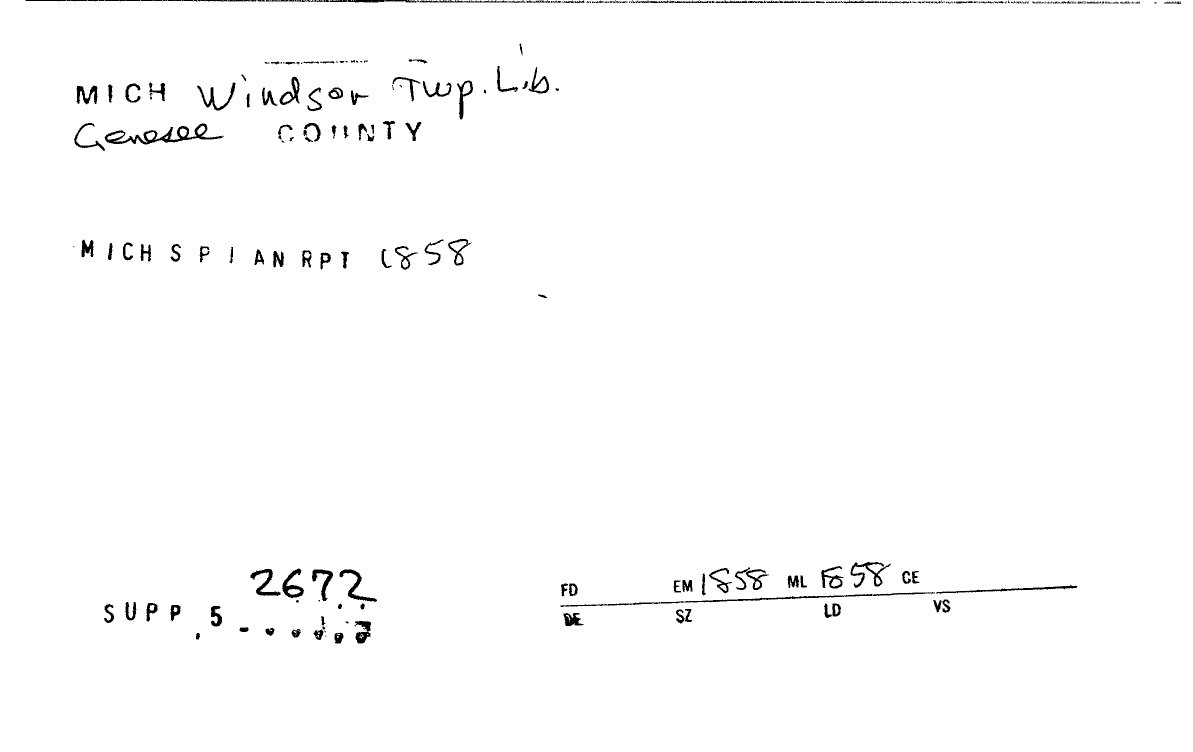 MICH Windsor Twp. Lib.
Genesee COUNTY
MICH S P I AN RPT 1858
2672
SUPP. 5
FD EM 1858 ML 1858 CE
DE SZ LD VS